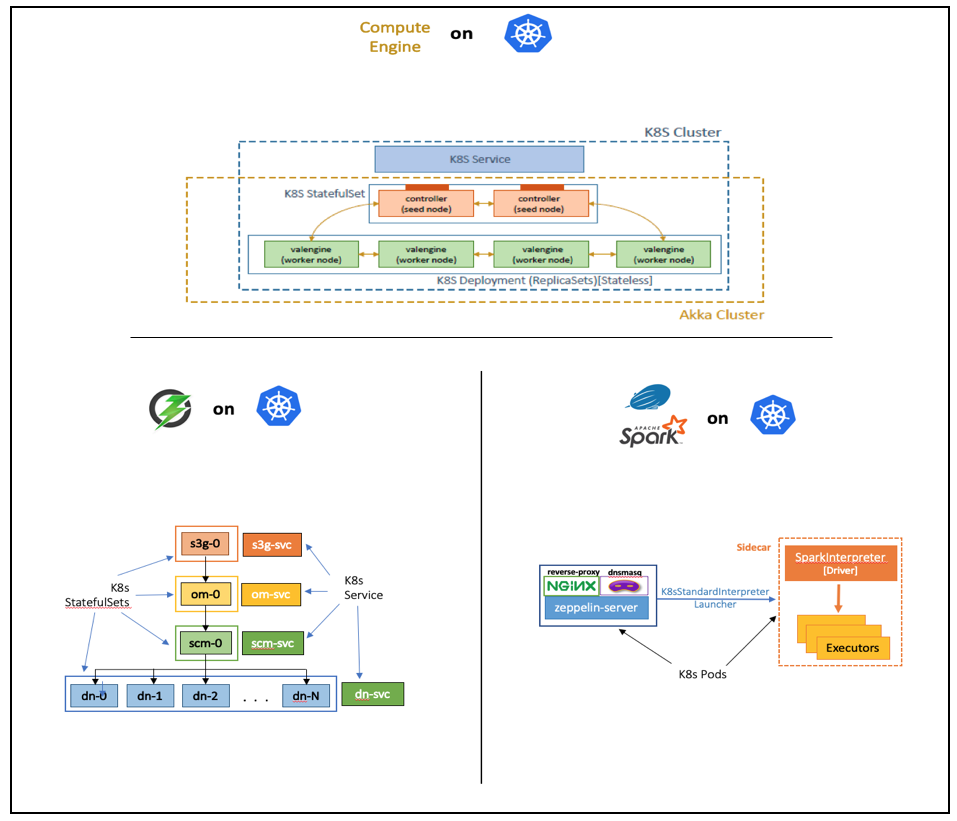 Compute
Engine
on
K8S Cluster
K8S Service
K8S StatefulSet
controller
(seed node)
controller
(seed node)
valengine
(worker node)
valengine
(worker node)
valengine
(worker node)
valengine
(worker node)
K8S Deployment (ReplicaSets)[Stateless]
Akka Cluster
on
s3g-0
s3g-svc
K8s
StatefulSets
om-0
om-svc
K8s
Service
scm-0
scm-svc
dn-0
dn-1
dn-2
. . .
dn-N
dn-svc
APACHE
Spark
on
Sidecar
reverse-proxy
dnsmasq
NGINX
zeppelin-server
K8sStandardInterpreter
Launcher
SparkInterpreter
[Driver]
Executors
K8s Pods